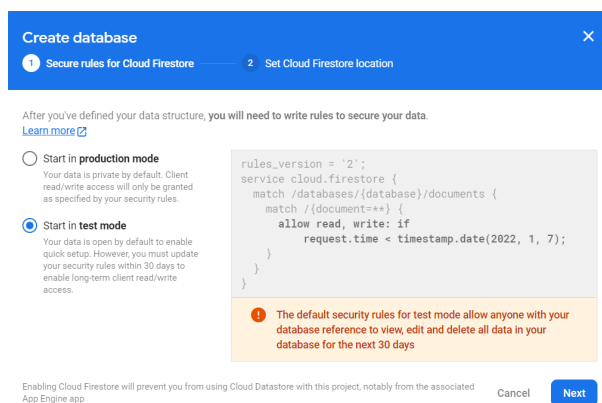 Create database
1 Secure rules for Cloud Firestore
2 Set Cloud Firestore location
After you've defined your data structure, you will need to write rules to secure your data.
Learn more
Start in production mode
Your data is private by default. Client
read/write access will only be granted
as specified by your security rules.
Start in test mode
Your data is open by default to enable
quick setup. However, you must update
your security rules within 30 days to
enable long-term client read/write
access.
rules_version = '2';
service cloud.firestore {
  match /databases/{database}/documents {
    match /{document=**} {
      allow read, write: if
          request.time < timestamp.date(2022, 1, 7);
    }
  }
}
! The default security rules for test mode allow anyone with your
database reference to view, edit and delete all data in your
database for the next 30 days
Enabling Cloud Firestore will prevent you from using Cloud Datastore with this project, notably from the associated
App Engine app
Cancel
Next